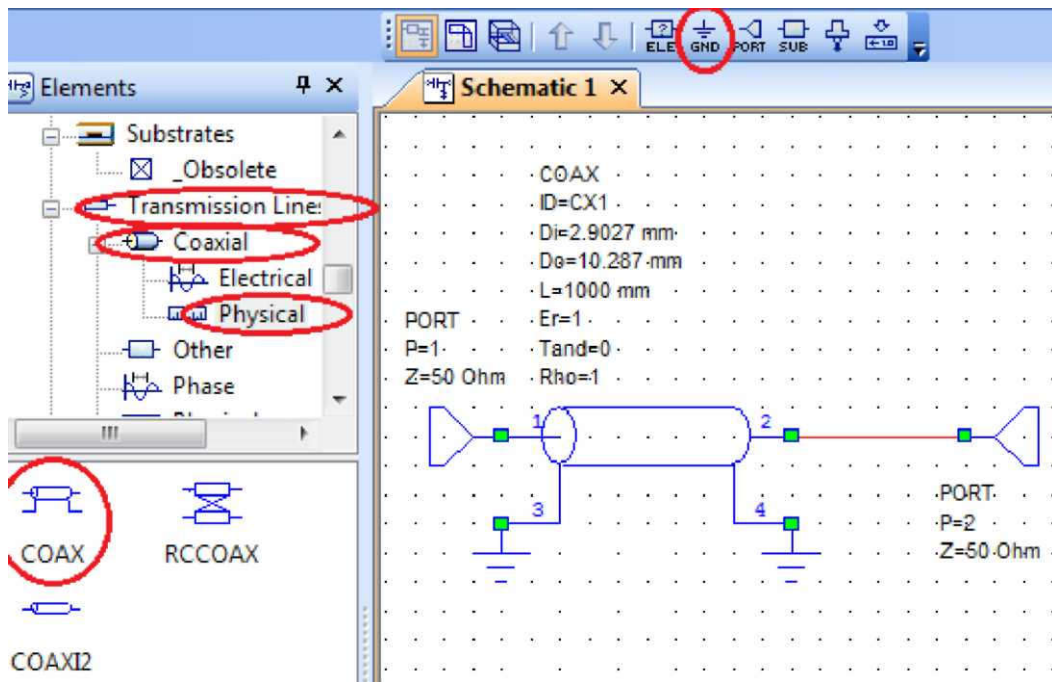 ELE GND PORT SUB
Elements
Schematic 1
Substrates
_Obsolete
Transmission Line
Coaxial
Electrical
Physical
Other
Phase
COAX
RCCOAX
COAXI2
COAX
ID=CX1
Di=2.9027 mm
Do=10.287 mm
L=1000 mm
Er=1
Tand=0
Rho=1
PORT
P=1
Z=50 Ohm
1
2
3
4
PORT
P=2
Z=50 Ohm